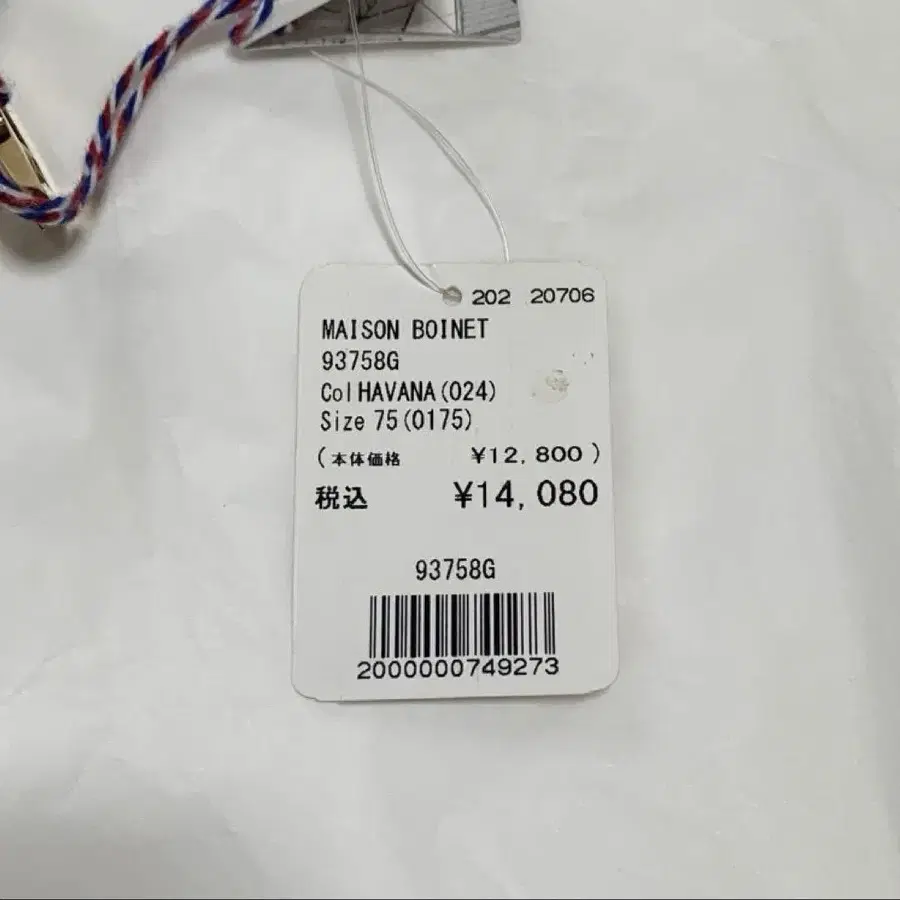 202 20706
MAISON BOINET
93758G
Col HAVANA(024)
Size 75(0175)
(本体価格 ¥12,800)
税込 ¥14,080
93758G
2000000749273